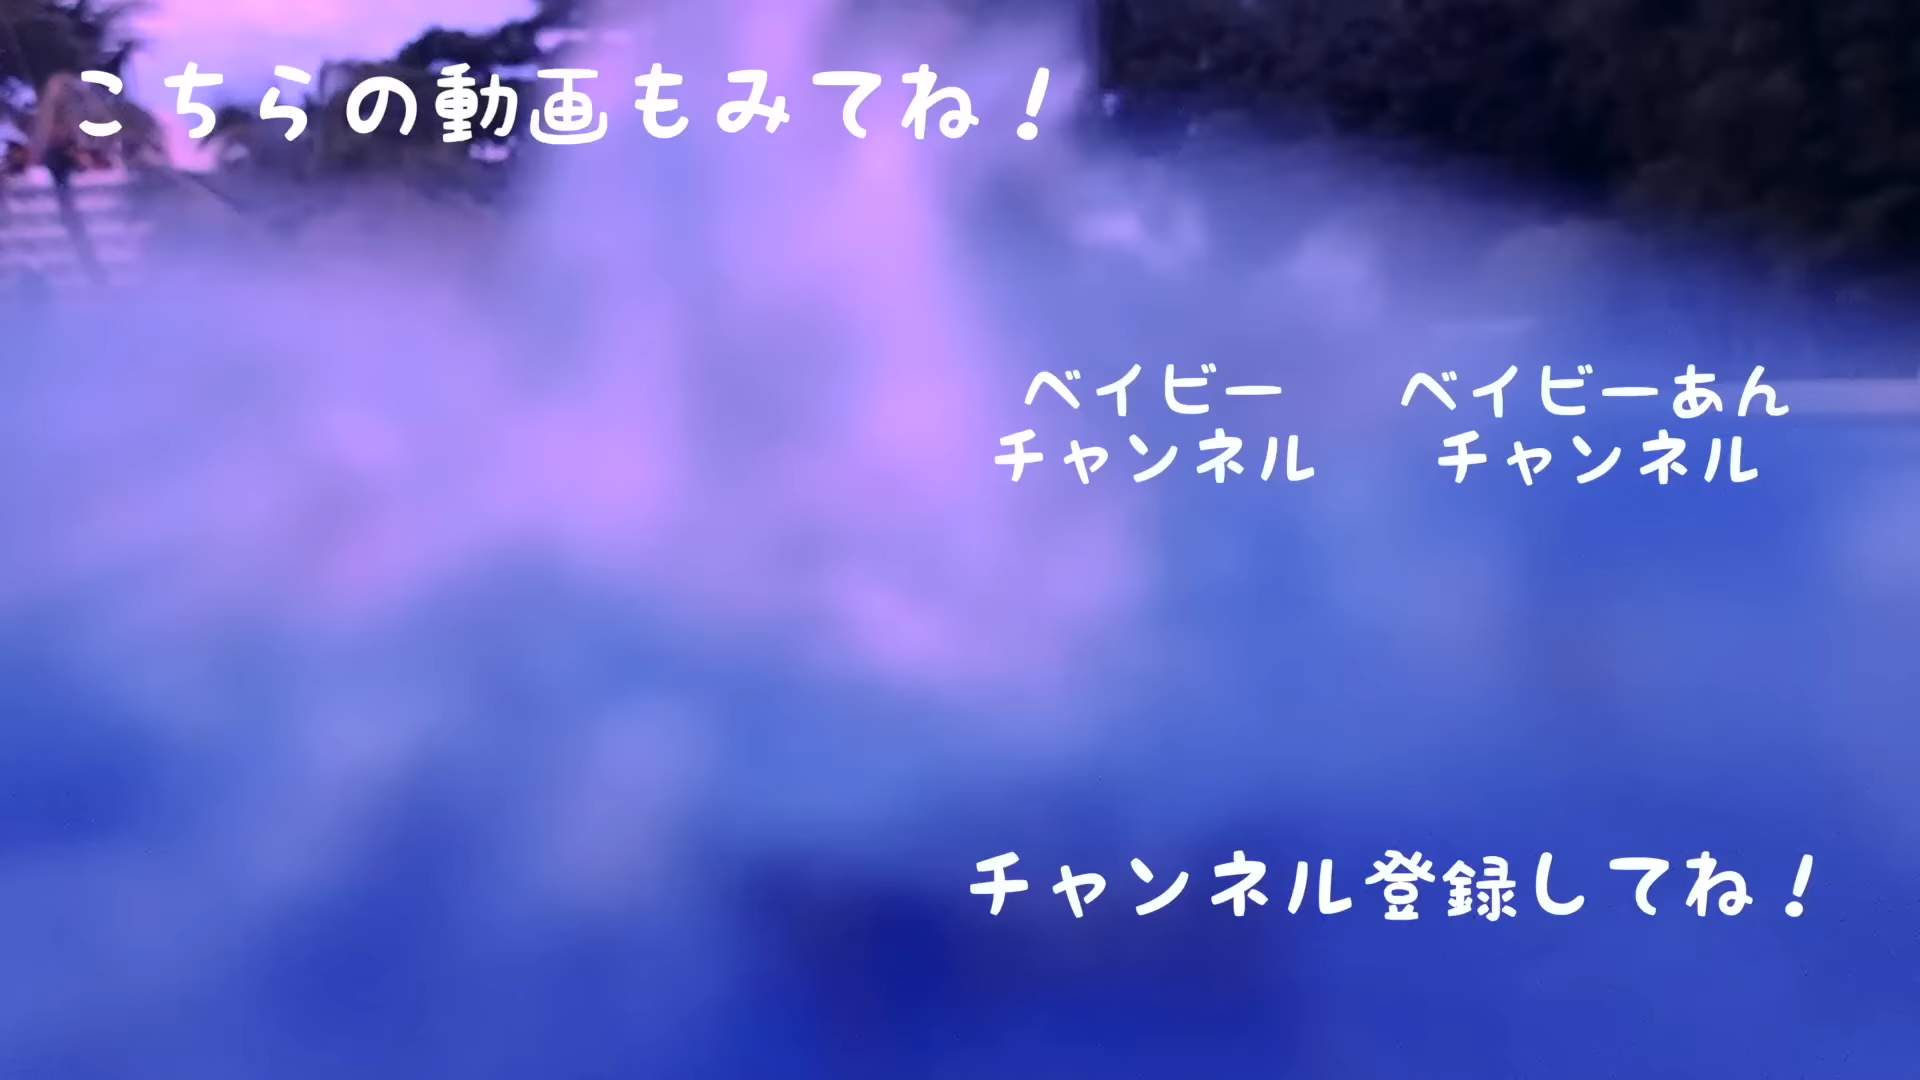 こちらの動画もみてね！
ベイビー
チャンネル
ベイビーあん
チャンネル
チャンネル登録してね！